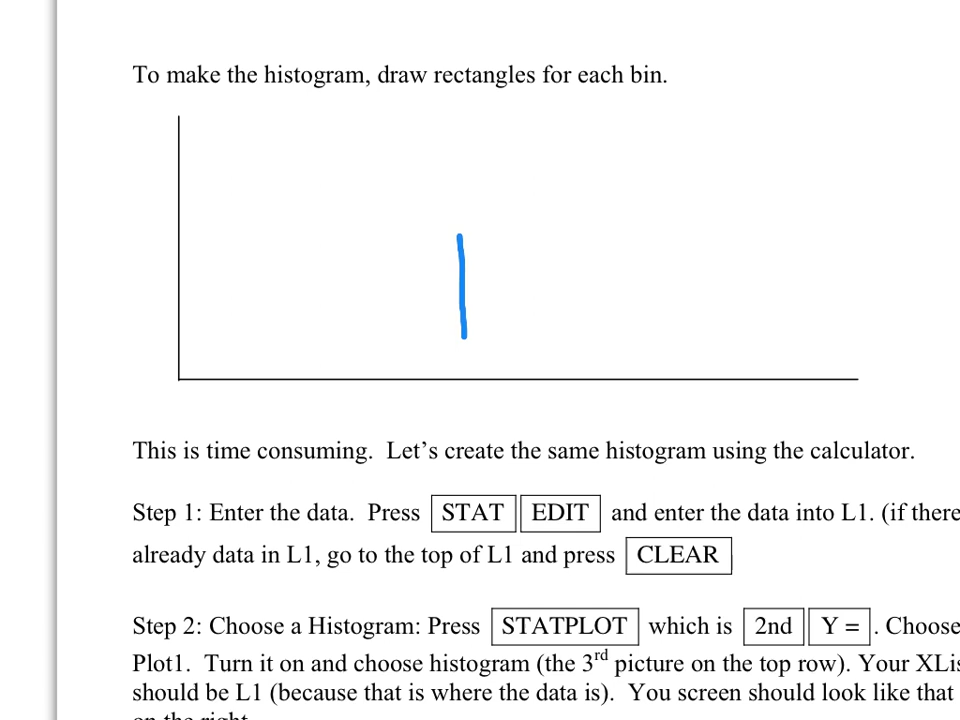 To make the histogram, draw rectangles for each bin.
This is time consuming.  Let’s create the same histogram using the calculator.
Step 1: Enter the data.  Press STAT EDIT and enter the data into L1. (if there
already data in L1, go to the top of L1 and press CLEAR
Step 2: Choose a Histogram: Press STATPLOT which is 2nd Y = . Choose
Plot1.  Turn it on and choose histogram (the 3rd picture on the top row). Your
should be L1 (because that is where the data is).  You screen should look like that
on the right